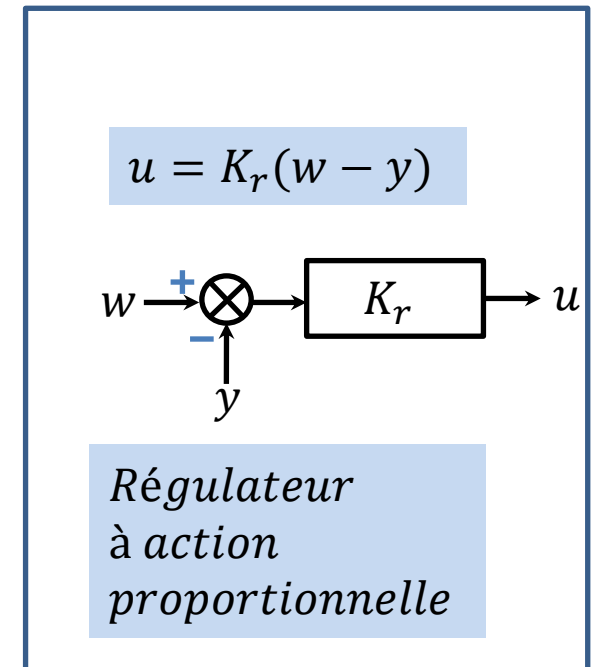 u = K_r(w − y)
w + K_r u
−
y
Régulateur
à action
proportionnelle